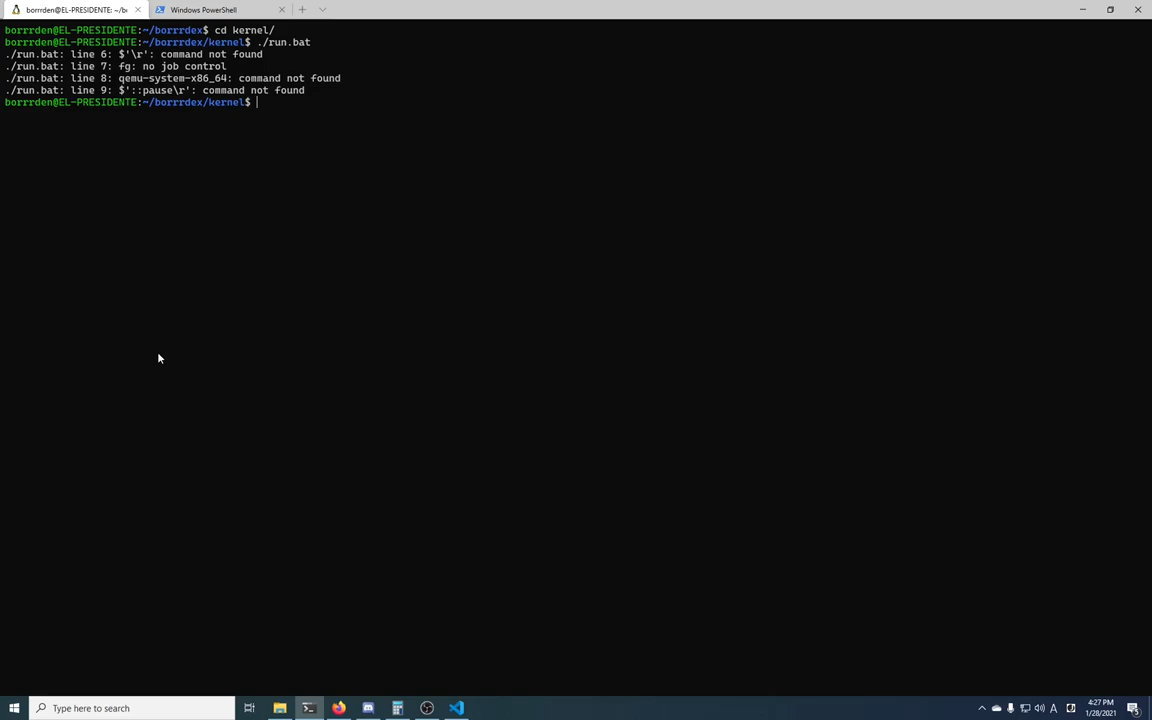 borrrden@EL-PRESIDENTE: ~/b
Windows PowerShell
borrrden@EL-PRESIDENTE:~/borrrdex$ cd kernel/
borrrden@EL-PRESIDENTE:~/borrrdex/kernel$ ./run.bat
./run.bat: line 6: $'\r': command not found
./run.bat: line 7: fg: no job control
./run.bat: line 8: qemu-system-x86_64: command not found
./run.bat: line 9: $'::pause\r': command not found
borrrden@EL-PRESIDENTE:~/borrrdex/kernel$
Type here to search
A
4:27 PM
1/28/2021
5